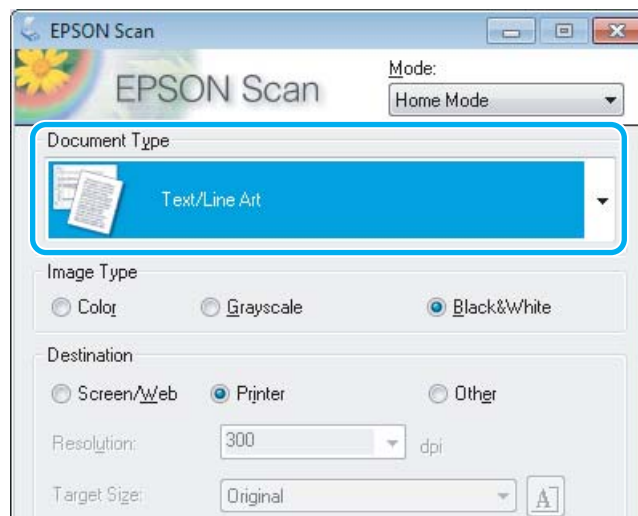 EPSON Scan
EPSON Scan
Mode:
Home Mode
Document Type
Text/Line Art
Image Type
Color Grayscale Black&White
Destination
Screen/Web Printer Other
Resolution: 300 dpi
Target Size: Original A